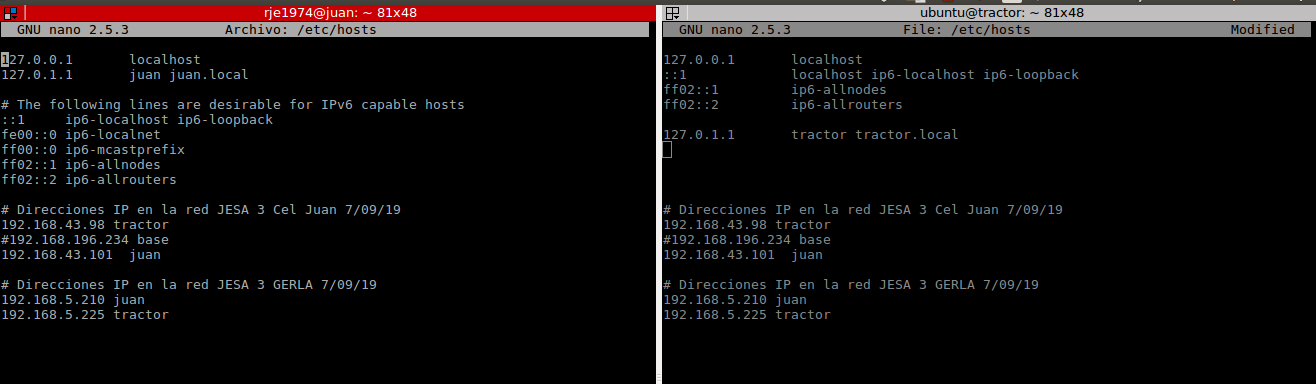 rje1974@juan: ~ 81x48
GNU nano 2.5.3 Archivo: /etc/hosts
127.0.0.1 localhost
127.0.1.1 juan juan.local
# The following lines are desirable for IPv6 capable hosts
::1 ip6-localhost ip6-loopback
fe00::0 ip6-localnet
ff00::0 ip6-mcastprefix
ff02::1 ip6-allnodes
ff02::2 ip6-allrouters
# Direcciones IP en la red JESA 3 Cel Juan 7/09/19
192.168.43.98 tractor
#192.168.196.234 base
192.168.43.101 juan
# Direcciones IP en la red JESA 3 GERLA 7/09/19
192.168.5.210 juan
192.168.5.225 tractor
ubuntu@tractor: ~ 81x48
GNU nano 2.5.3 File: /etc/hosts Modified
127.0.0.1 localhost
::1 localhost ip6-localhost ip6-loopback
ff02::1 ip6-allnodes
ff02::2 ip6-allrouters
127.0.1.1 tractor tractor.local
# Direcciones IP en la red JESA 3 Cel Juan 7/09/19
192.168.43.98 tractor
#192.168.196.234 base
192.168.43.101 juan
# Direcciones IP en la red JESA 3 GERLA 7/09/19
192.168.5.210 juan
192.168.5.225 tractor